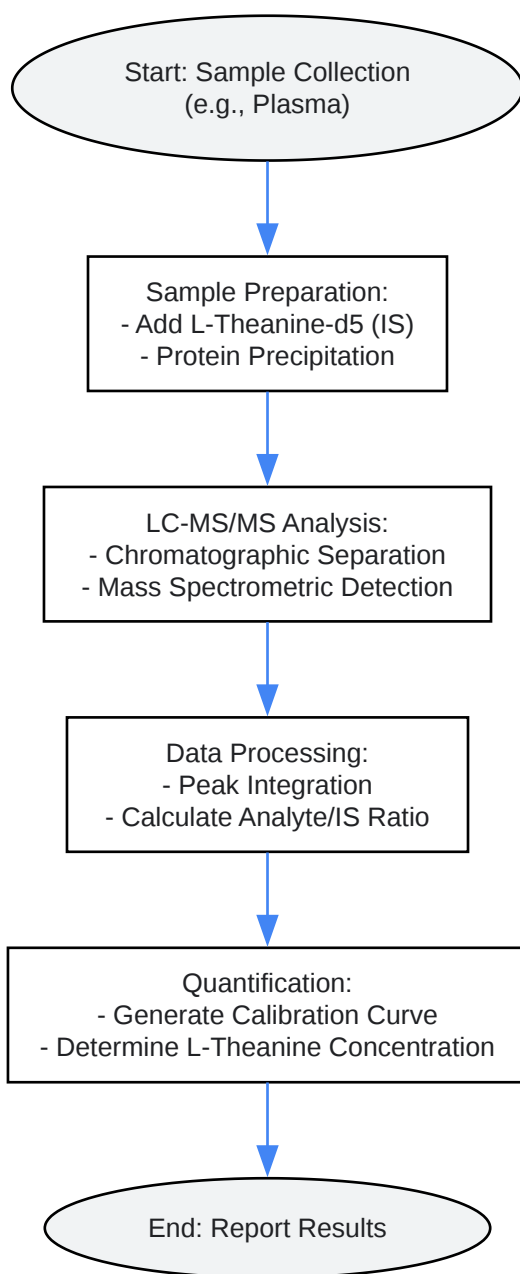 Start: Sample Collection
(e.g., Plasma)
Sample Preparation:
- Add L-Theanine-d5 (IS)
- Protein Precipitation
LC-MS/MS Analysis:
- Chromatographic Separation
- Mass Spectrometric Detection
Data Processing:
- Peak Integration
- Calculate Analyte/IS Ratio
Quantification:
- Generate Calibration Curve
- Determine L-Theanine Concentration
End: Report Results